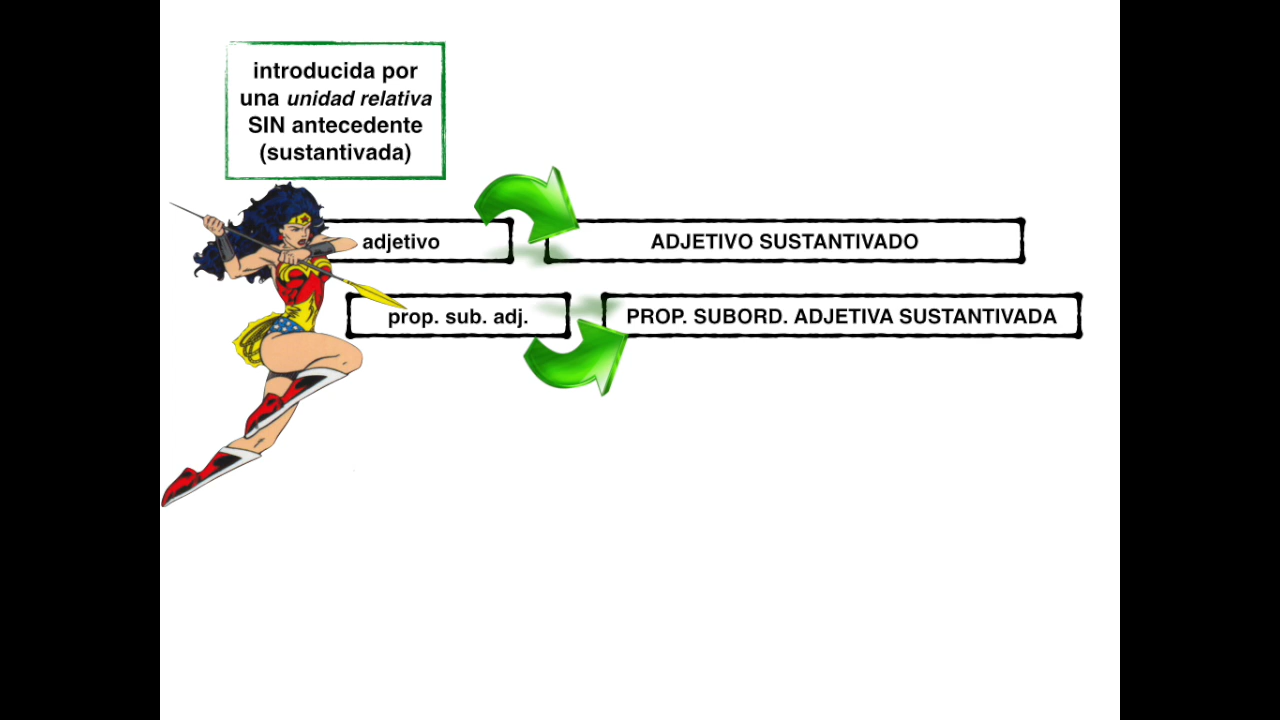 introducida por
una unidad relativa
SIN antecedente
(sustantivada)
adjetivo
ADJETIVO SUSTANTIVADO
prop. sub. adj.
PROP. SUBORD. ADJETIVA SUSTANTIVADA